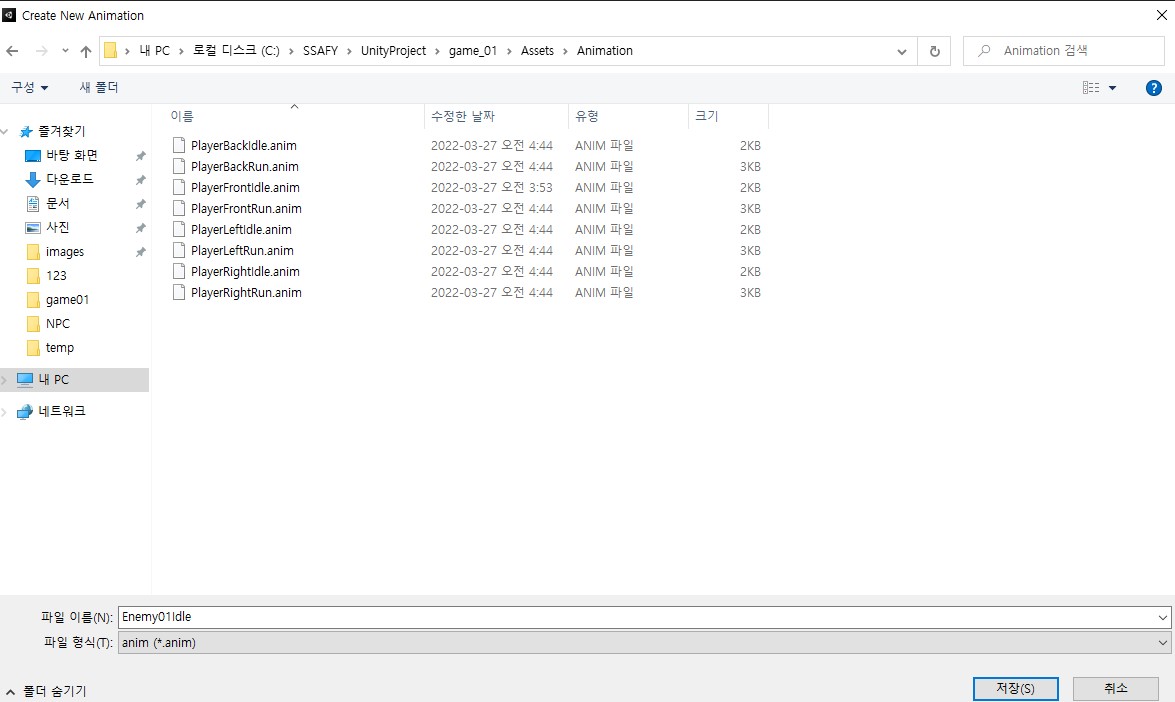 Create New Animation
내 PC > 로컬 디스크 (C:) > SSAFY > UnityProject > game_01 > Assets > Animation
Animation 검색
구성 새 폴더
이름 수정한 날짜 유형 크기
즐겨찾기
바탕 화면
다운로드
문서
사진
images
123
game01
NPC
temp
내 PC
네트워크
PlayerBackIdle.anim 2022-03-27 오전 4:44 ANIM 파일 2KB
PlayerBackRun.anim 2022-03-27 오전 4:44 ANIM 파일 3KB
PlayerFrontIdle.anim 2022-03-27 오전 3:53 ANIM 파일 2KB
PlayerFrontRun.anim 2022-03-27 오전 4:44 ANIM 파일 3KB
PlayerLeftIdle.anim 2022-03-27 오전 4:44 ANIM 파일 2KB
PlayerLeftRun.anim 2022-03-27 오전 4:44 ANIM 파일 3KB
PlayerRightIdle.anim 2022-03-27 오전 4:44 ANIM 파일 2KB
PlayerRightRun.anim 2022-03-27 오전 4:44 ANIM 파일 3KB
파일 이름(N): Enemy01Idle
파일 형식(T): anim (*.anim)
폴더 숨기기 저장(S) 취소